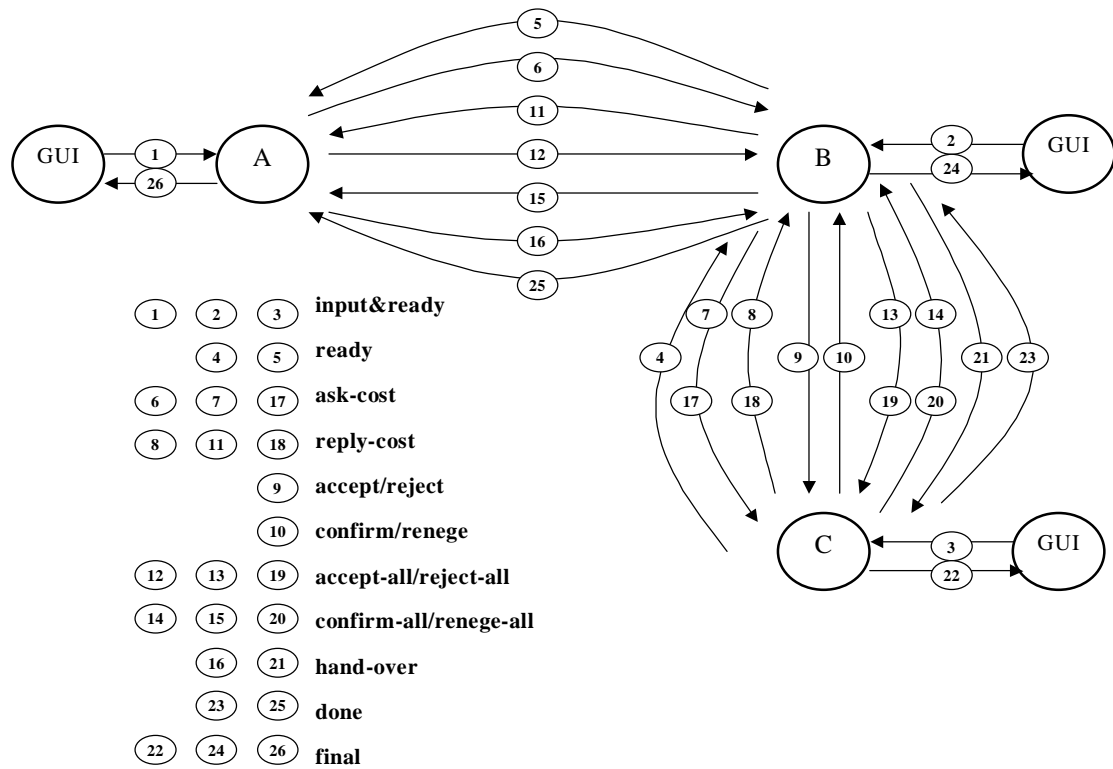 5
6
11
GUI 1 A 12 B 2 GUI
26 24
15
16
25
1 2 3 input&ready
4 5 ready
7 8 13 14
4 9 10 21 23
6 7 17 ask-cost
17 18 19 20
8 11 18 reply-cost
9 accept/reject
10 confirm/renege
C 3 GUI
22
12 13 19 accept-all/reject-all
14 15 20 confirm-all/renege-all
16 21 hand-over
23 25 done
22 24 26 final